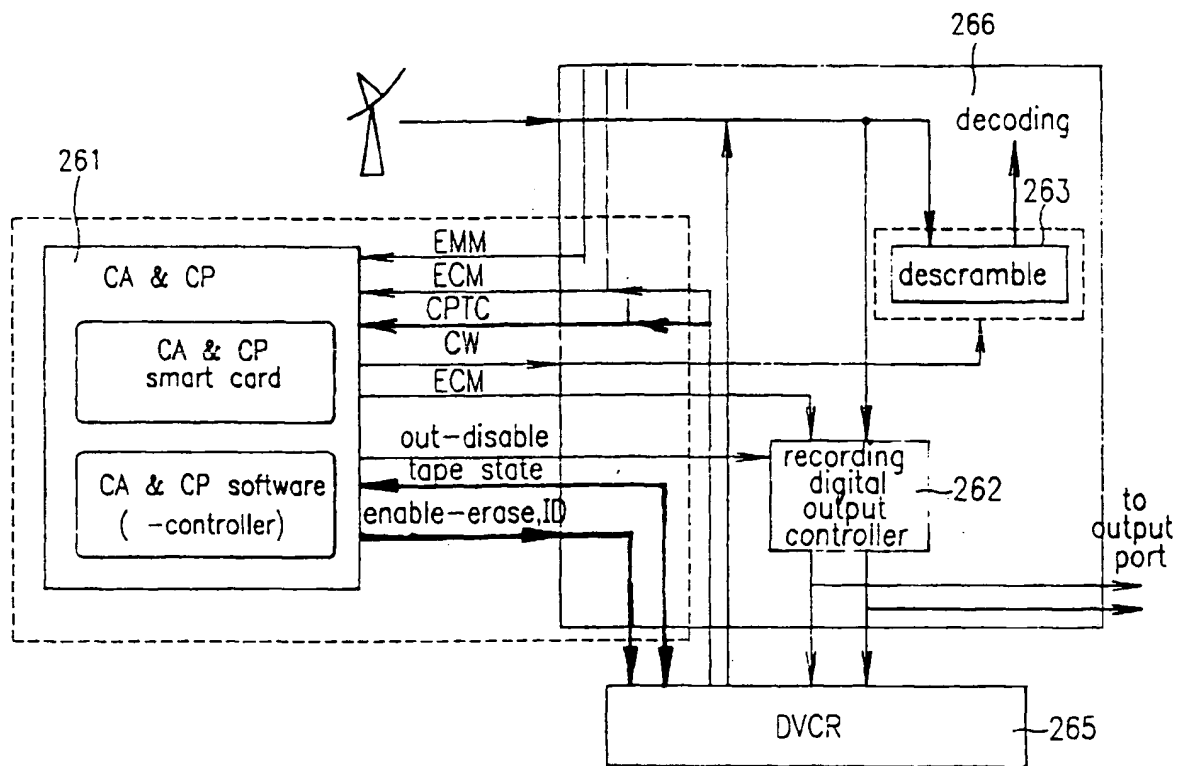 266
decoding
261
263
EMM
CA & CP
ECM
descramble
CPTC
CA & CP
smart card
CW
ECM
out-disable
tape state
recording
digital
output
controller
262
CA & CP software
( -controller)
enable-erase,ID
to
output
port
DVCR
265